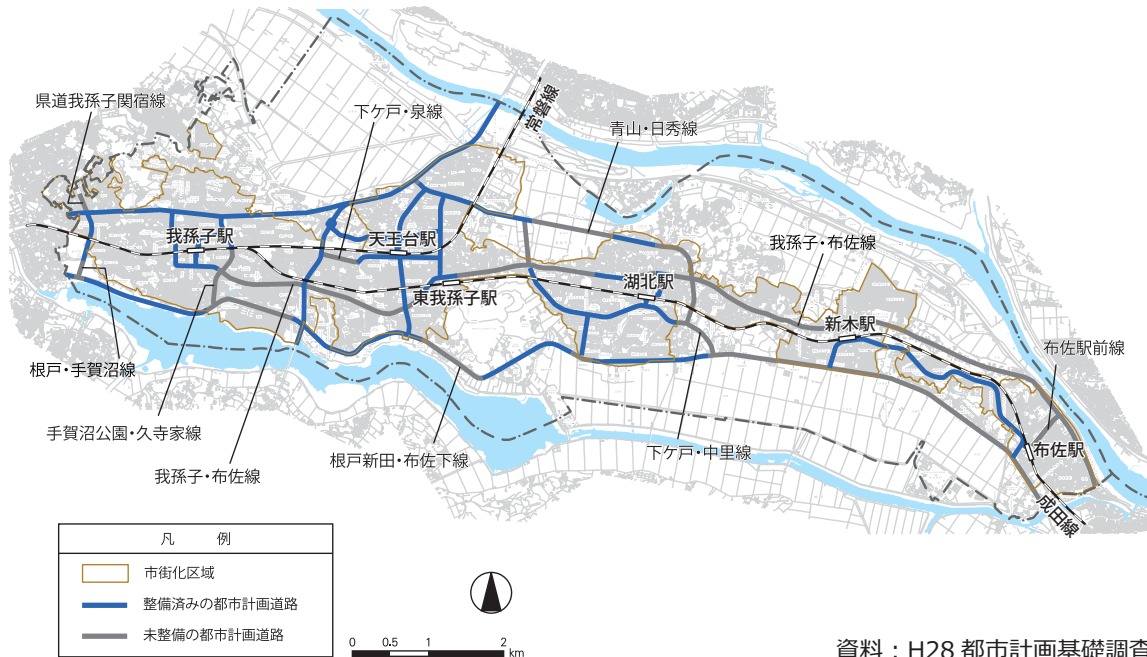 県道我孫子関宿線
下ケ戸・泉線
常磐線
青山・日秀線
我孫子駅
天王台駅
我孫子・布佐線
湖北駅
東我孫子駅
新木駅
布佐駅前線
根戸・手賀沼線
手賀沼公園・久寺家線
我孫子・布佐線
根戸新田・布佐下線
下ケ戸・中里線
布佐駅
成田線
凡 例
市街化区域
整備済みの都市計画道路
未整備の都市計画道路
0 0.5 1 2
km
資料：H28 都市計画基礎調査